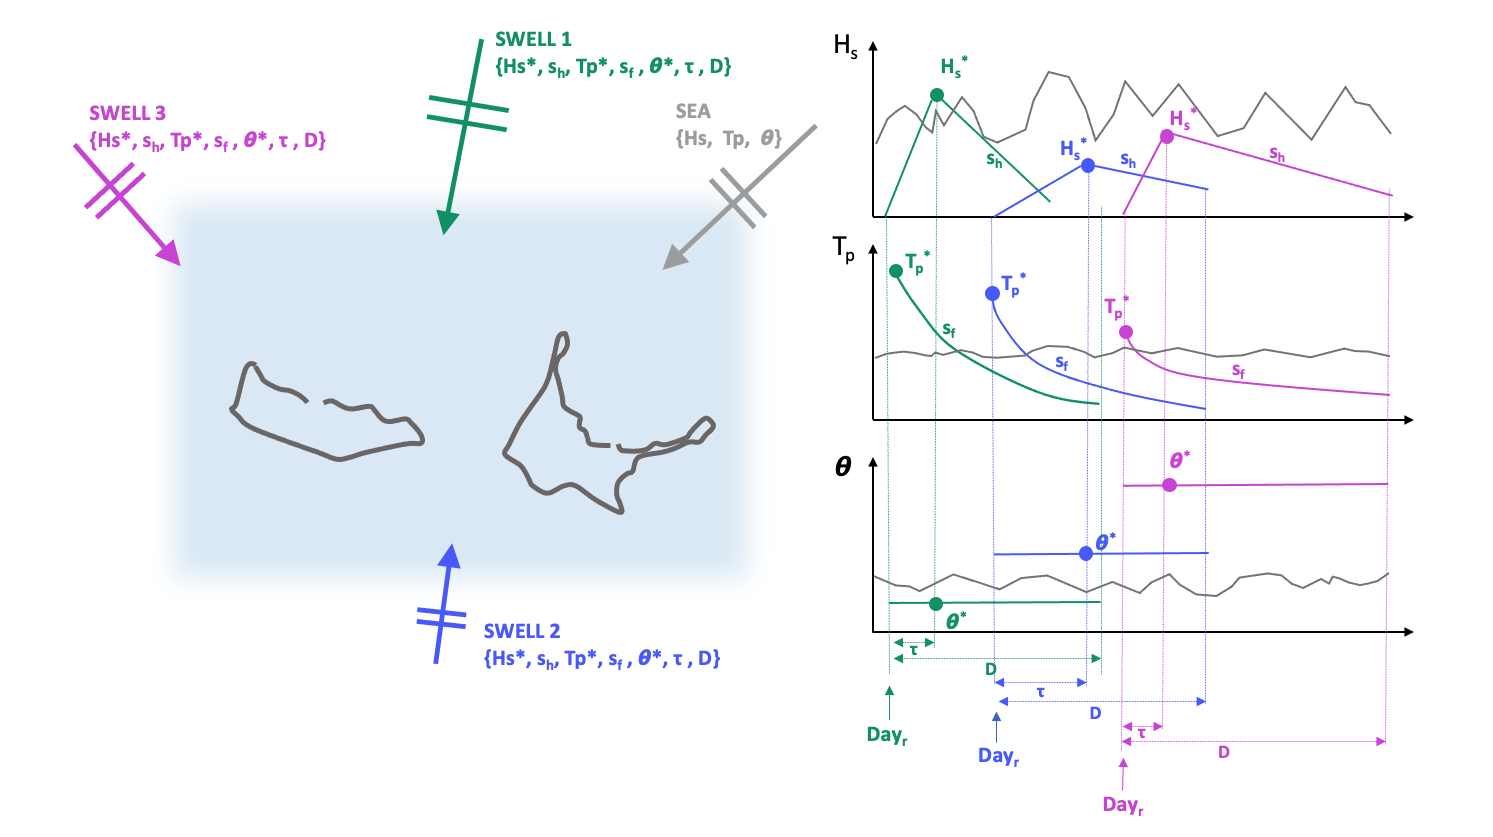 SWELL 1
{Hs*, sh, Tp*, sf , θ*, τ , D}
SWELL 3
{Hs*, sh, Tp*, sf , θ*, τ , D}
SEA
{Hs, Tp, θ}
SWELL 2
{Hs*, sh, Tp*, sf , θ*, τ , D}
Hs
Hs*
sh
Hs*
sh
Hs*
sh
Tp
Tp*
sf
Tp*
sf
Tp*
sf
θ
θ*
θ*
θ*
τ
D
τ
D
τ
D
Dayr
Dayr
Dayr